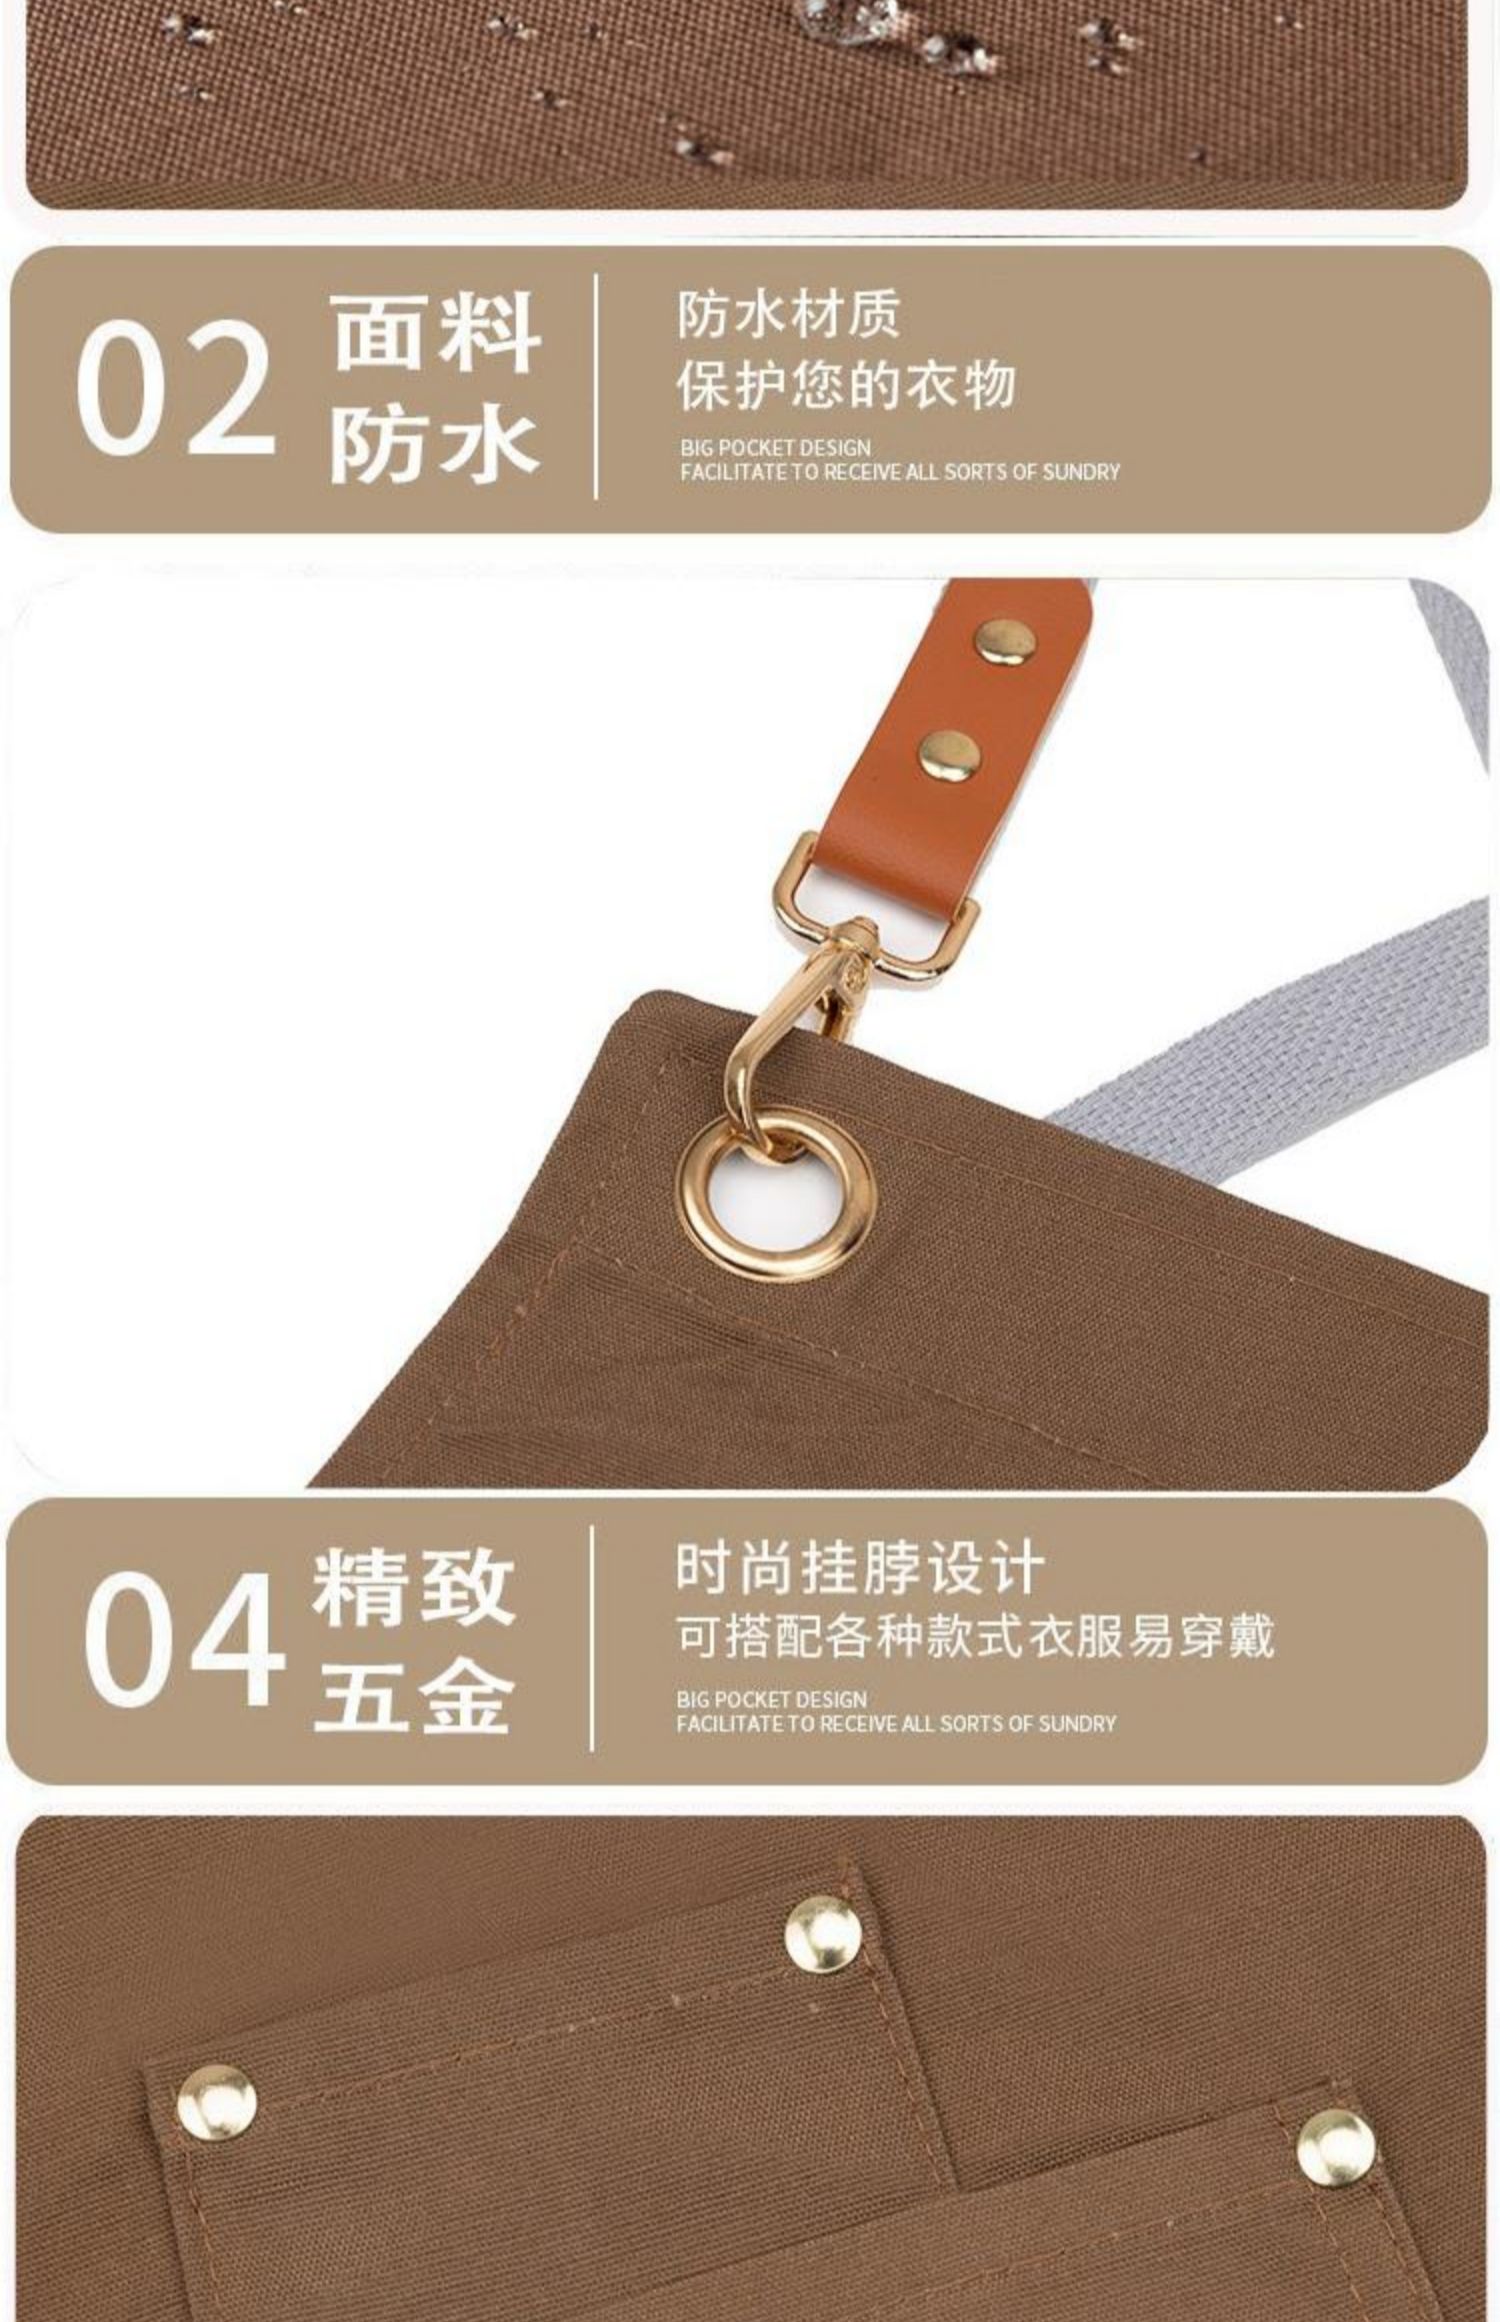 02
面料
防水
防水材质
保护您的衣物
BIG POCKET DESIGN
FACILITATE TO RECEIVE ALL SORTS OF SUNDRY
04
精致
五金
时尚挂脖设计
可搭配各种款式衣服易穿戴
BIG POCKET DESIGN
FACILITATE TO RECEIVE ALL SORTS OF SUNDRY